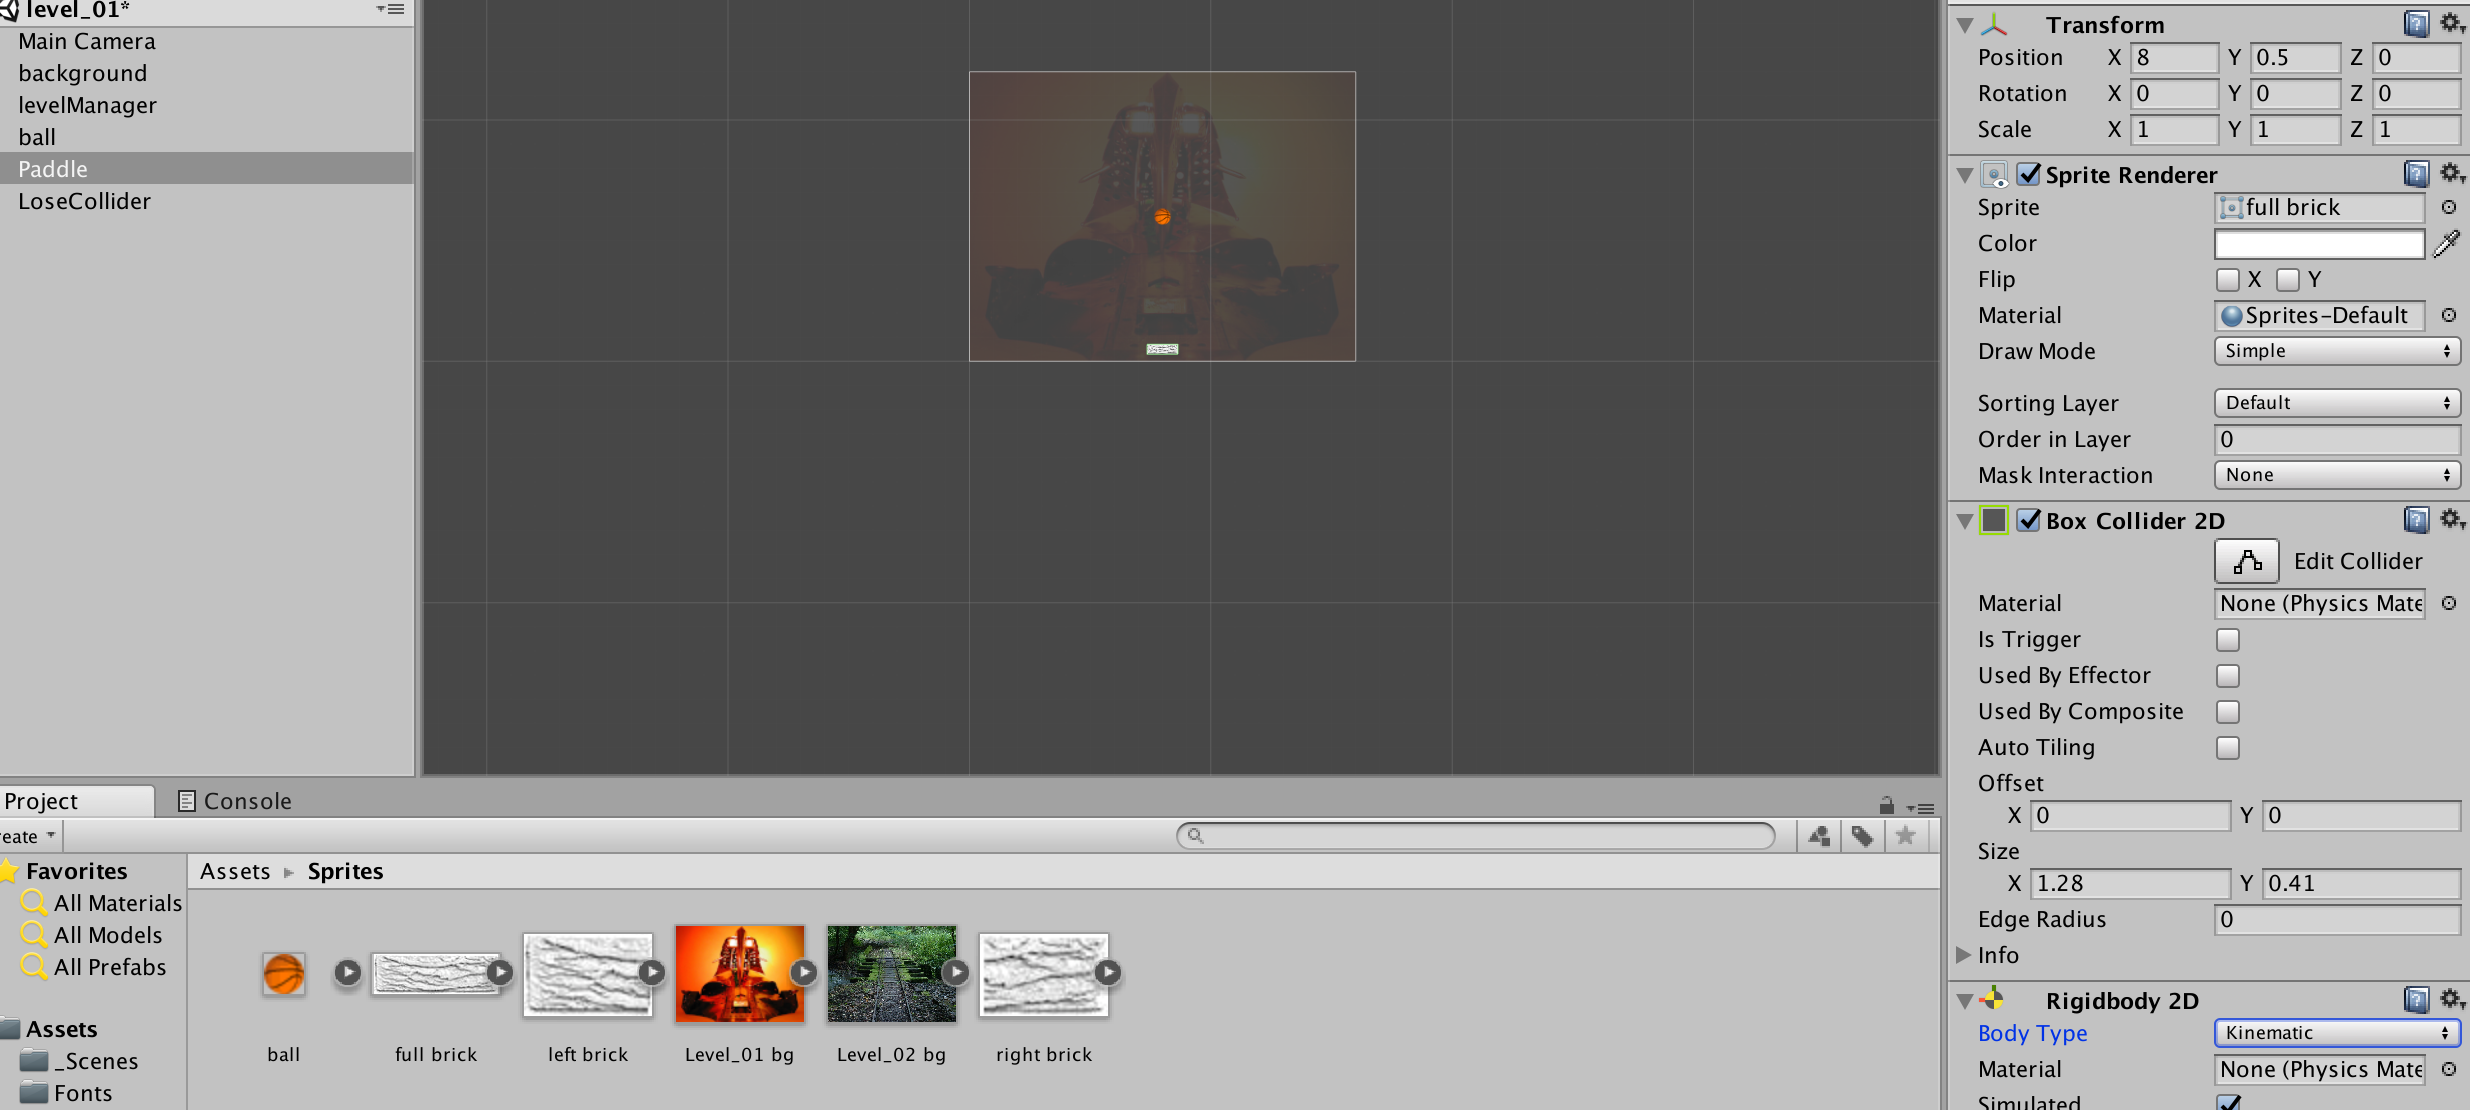 level_01*
Main Camera
background
levelManager
ball
Paddle
LoseCollider
Transform
Position X 8 Y 0.5 Z 0
Rotation X 0 Y 0 Z 0
Scale X 1 Y 1 Z 1
Sprite Renderer
Sprite full brick
Color
Flip X Y
Material Sprites-Default
Draw Mode Simple
Sorting Layer Default
Order in Layer 0
Mask Interaction None
Box Collider 2D
Edit Collider
Material None (Physics Mate
Is Trigger
Used By Effector
Used By Composite
Auto Tiling
Offset
X 0 Y 0
Size
X 1.28 Y 0.41
Edge Radius 0
Info
Rigidbody 2D
Body Type Kinematic
Material None (Physics Mate
Simulated
Project Console
reate
Favorites
All Materials
All Models
All Prefabs
Assets
_Scenes
Fonts
Assets Sprites
ball full brick left brick Level_01 bg Level_02 bg right brick